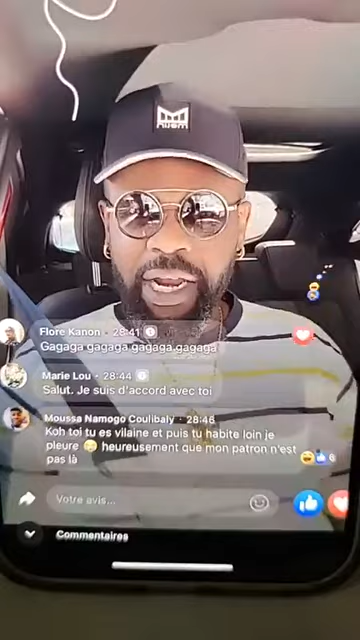 Flore Kanon · 28:41
Gagaga gagaga gagaga gagaga
Marie Lou · 28:44
Salut. Je suis d'accord avec toi
Moussa Namogo Coulibaly · 28:46
Koh toi tu es vilaine et puis tu habite loin je
pleure 😂 heureusement que mon patron n'est
pas là
6
Votre avis...
Commentaires